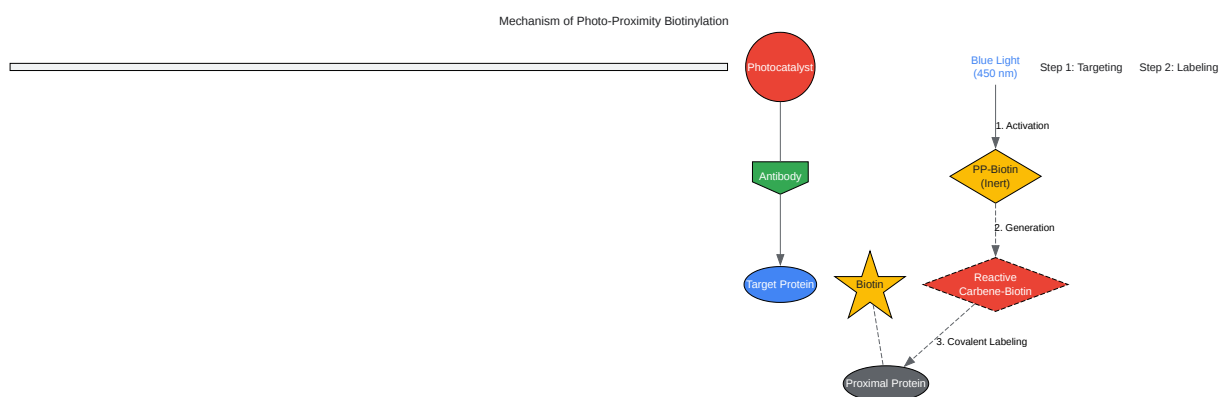 Mechanism of Photo-Proximity Biotinylation
Photocatalyst
Blue Light
(450 nm)
Step 1: Targeting
Step 2: Labeling
1. Activation
Antibody
PP-Biotin
(Inert)
2. Generation
Target Protein
Biotin
Reactive
Carbene-Biotin
3. Covalent Labeling
Proximal Protein